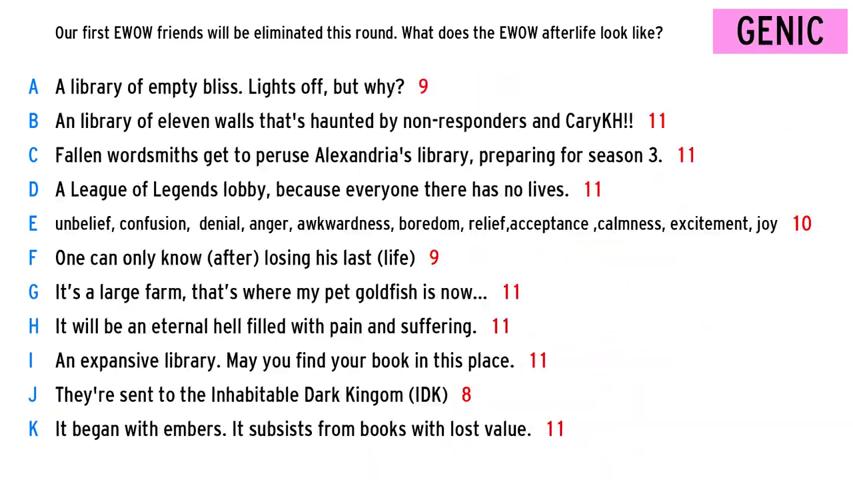 Our first EWOW friends will be eliminated this round. What does the EWOW afterlife look like?
GENIC
A A library of empty bliss. Lights off, but why? 9
B An library of eleven walls that's haunted by non-responders and CaryKH!! 11
C Fallen wordsmiths get to peruse Alexandria's library, preparing for season 3. 11
D A League of Legends lobby, because everyone there has no lives. 11
E unbelief, confusion,  denial, anger, awkwardness, boredom, relief,acceptance ,calmness, excitement, joy 10
F One can only know (after) losing his last (life) 9
G It’s a large farm, that’s where my pet goldfish is now... 11
H It will be an eternal hell filled with pain and suffering. 11
I An expansive library. May you find your book in this place. 11
J They're sent to the Inhabitable Dark Kingom (IDK) 8
K It began with embers. It subsists from books with lost value. 11